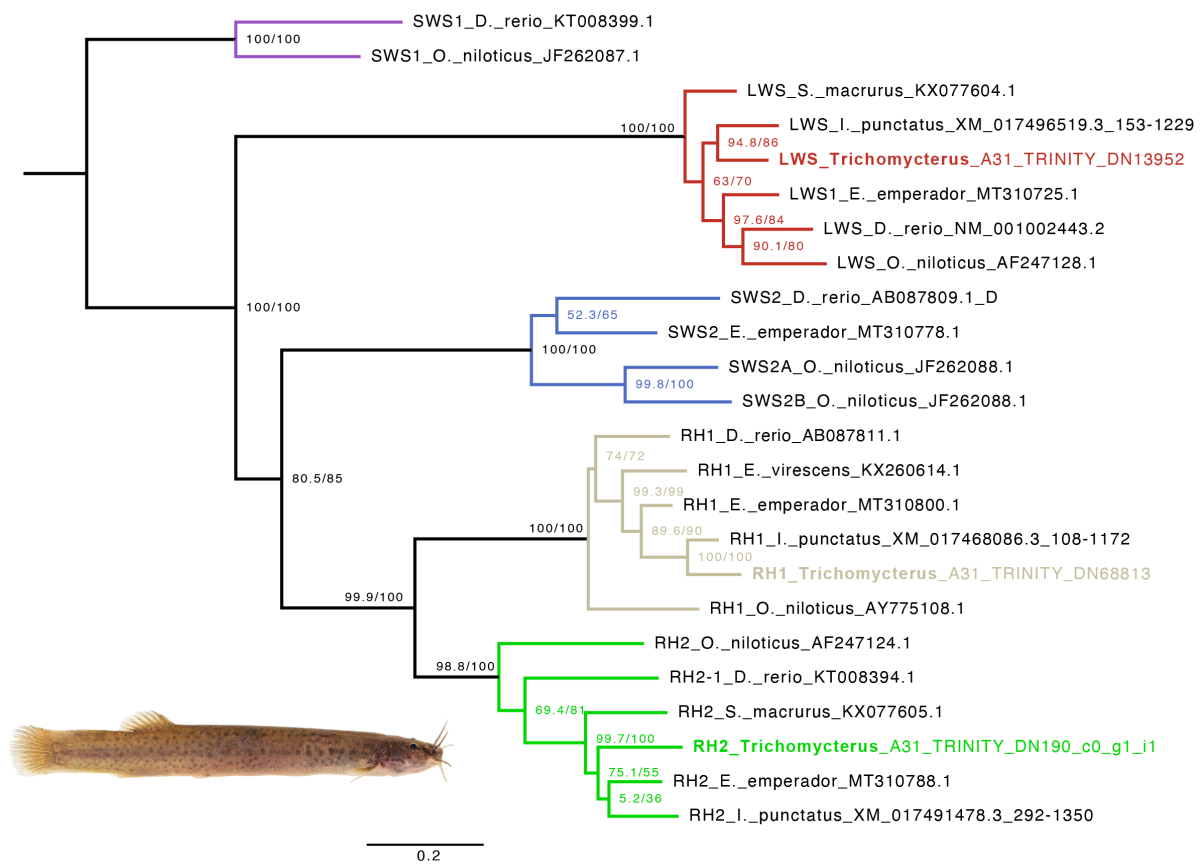 SWS1_D._rerio_KT008399.1
100/100
SWS1_O._niloticus_JF262087.1
LWS_S._macrurus_KX077604.1
100/100
LWS_I._punctatus_XM_017496519.3_153-1229
94.8/86
LWS_Trichomycterus_A31_TRINITY_DN13952
63/70
LWS1_E._emperador_MT310725.1
97.6/84
LWS_D._rerio_NM_001002443.2
90.1/80
LWS_O._niloticus_AF247128.1
SWS2_D._rerio_AB087809.1_D
100/100
52.3/65
SWS2_E._emperador_MT310778.1
100/100
SWS2A_O._niloticus_JF262088.1
99.8/100
SWS2B_O._niloticus_JF262088.1
RH1_D._rerio_AB087811.1
74/72
RH1_E._virescens_KX260614.1
80.5/85
99.3/99
RH1_E._emperador_MT310800.1
100/100
89.6/90
RH1_I._punctatus_XM_017468086.3_108-1172
100/100
RH1_Trichomycterus_A31_TRINITY_DN68813
99.9/100
RH1_O._niloticus_AY775108.1
RH2_O._niloticus_AF247124.1
98.8/100
RH2-1_D._rerio_KT008394.1
69.4/81
RH2_S._macrurus_KX077605.1
99.7/100
RH2_Trichomycterus_A31_TRINITY_DN190_c0_g1_i1
75.1/55
RH2_E._emperador_MT310788.1
5.2/36
RH2_I._punctatus_XM_017491478.3_292-1350
0.2